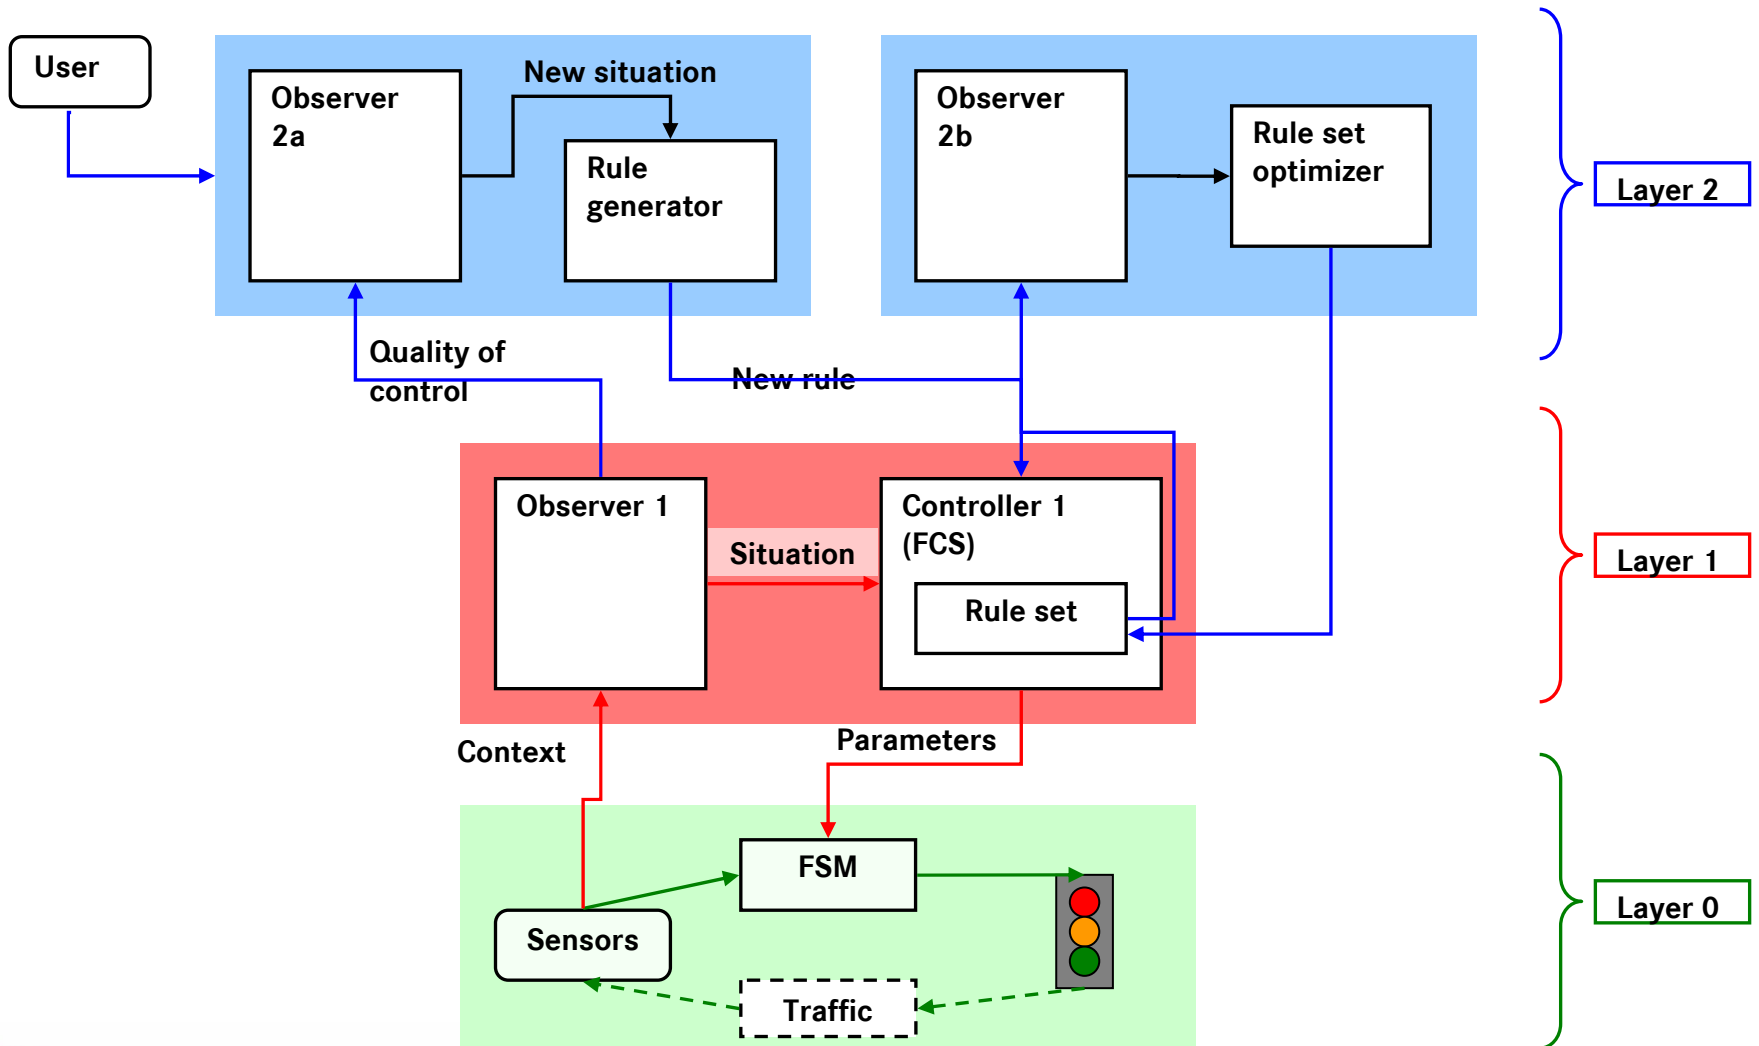 User
Observer
2a
New situation
Rule
generator
Observer
2b
Rule set
optimizer
Layer 2
Quality of
control
New rule
Observer 1
Situation
Controller 1
(FCS)
Rule set
Layer 1
Context
Parameters
FSM
Sensors
Traffic
Layer 0